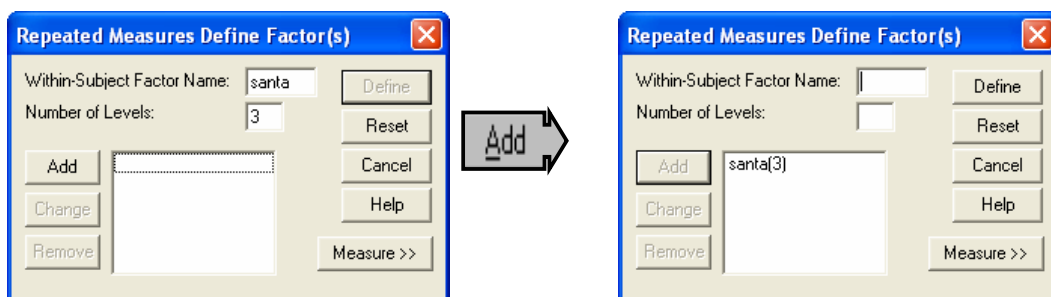 Repeated Measures Define Factor(s)
Within-Subject Factor Name: santa
Define
Number of Levels: 3
Reset
Add
Cancel
Change
Help
Remove
Measure >>
Add
Repeated Measures Define Factor(s)
Within-Subject Factor Name:
Define
Number of Levels:
Reset
Add
santa(3)
Cancel
Change
Help
Remove
Measure >>